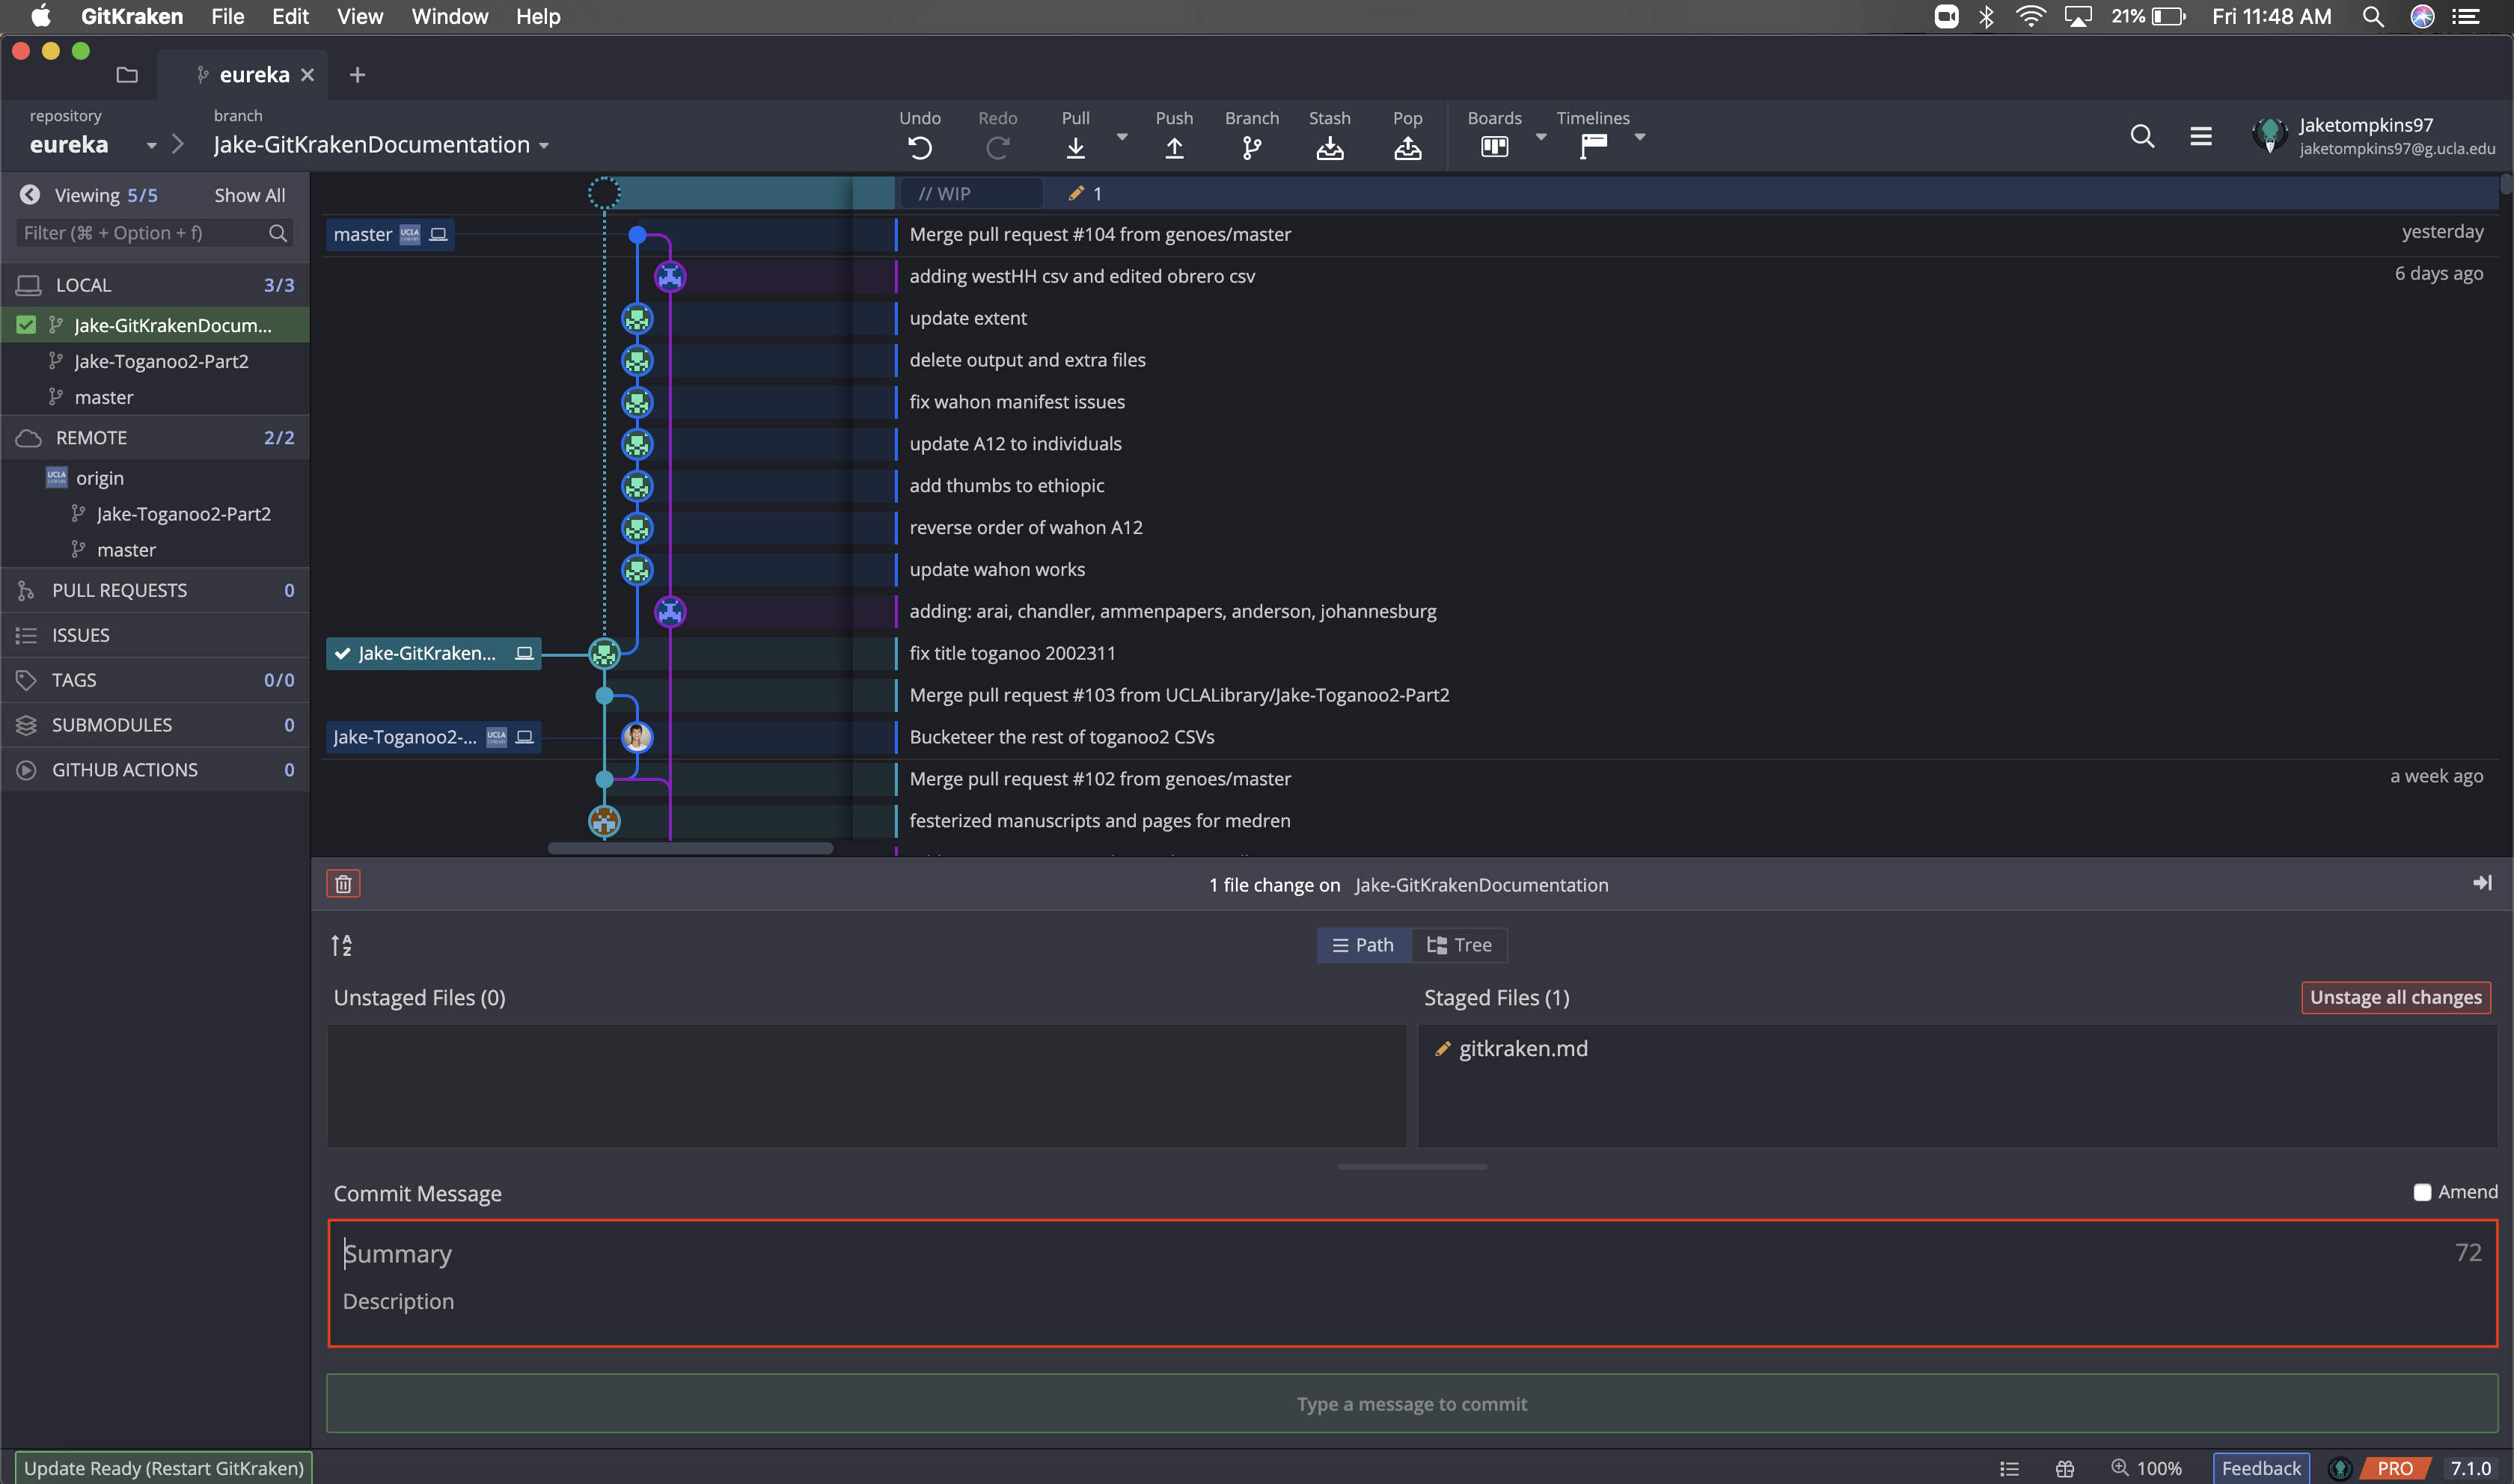 GitKraken File Edit View Window Help 21% Fri 11:48 AM
eureka
repository
eureka
branch
Jake-GitKrakenDocumentation
Undo Redo Pull Push Branch Stash Pop Boards Timelines
Jaketompkins97
jaketompkins97@g.ucla.edu
Viewing 5/5 Show All
Filter (⌘ + Option + f)
LOCAL 3/3
Jake-GitKrakenDocum...
Jake-Toganoo2-Part2
master
REMOTE 2/2
UCLA origin
Jake-Toganoo2-Part2
master
PULL REQUESTS 0
ISSUES
TAGS 0/0
SUBMODULES 0
GITHUB ACTIONS 0
// WIP 1
master UCLA Merge pull request #104 from genoes/master yesterday
adding westHH csv and edited obrero csv 6 days ago
update extent
delete output and extra files
fix wahon manifest issues
update A12 to individuals
add thumbs to ethiopic
reverse order of wahon A12
update wahon works
adding: arai, chandler, ammenpapers, anderson, johannesburg
Jake-GitKraken... fix title toganoo 2002311
Merge pull request #103 from UCLALibrary/Jake-Toganoo2-Part2
Jake-Toganoo2-... UCLA Bucketeer the rest of toganoo2 CSVs
Merge pull request #102 from genoes/master a week ago
festerized manuscripts and pages for medren
1 file change on Jake-GitKrakenDocumentation
A
Z
Path Tree
Unstaged Files (0)
Staged Files (1) Unstage all changes
gitkraken.md
Commit Message Amend
Summary 72
Description
Type a message to commit
Update Ready (Restart GitKraken) 100% Feedback PRO 7.1.0